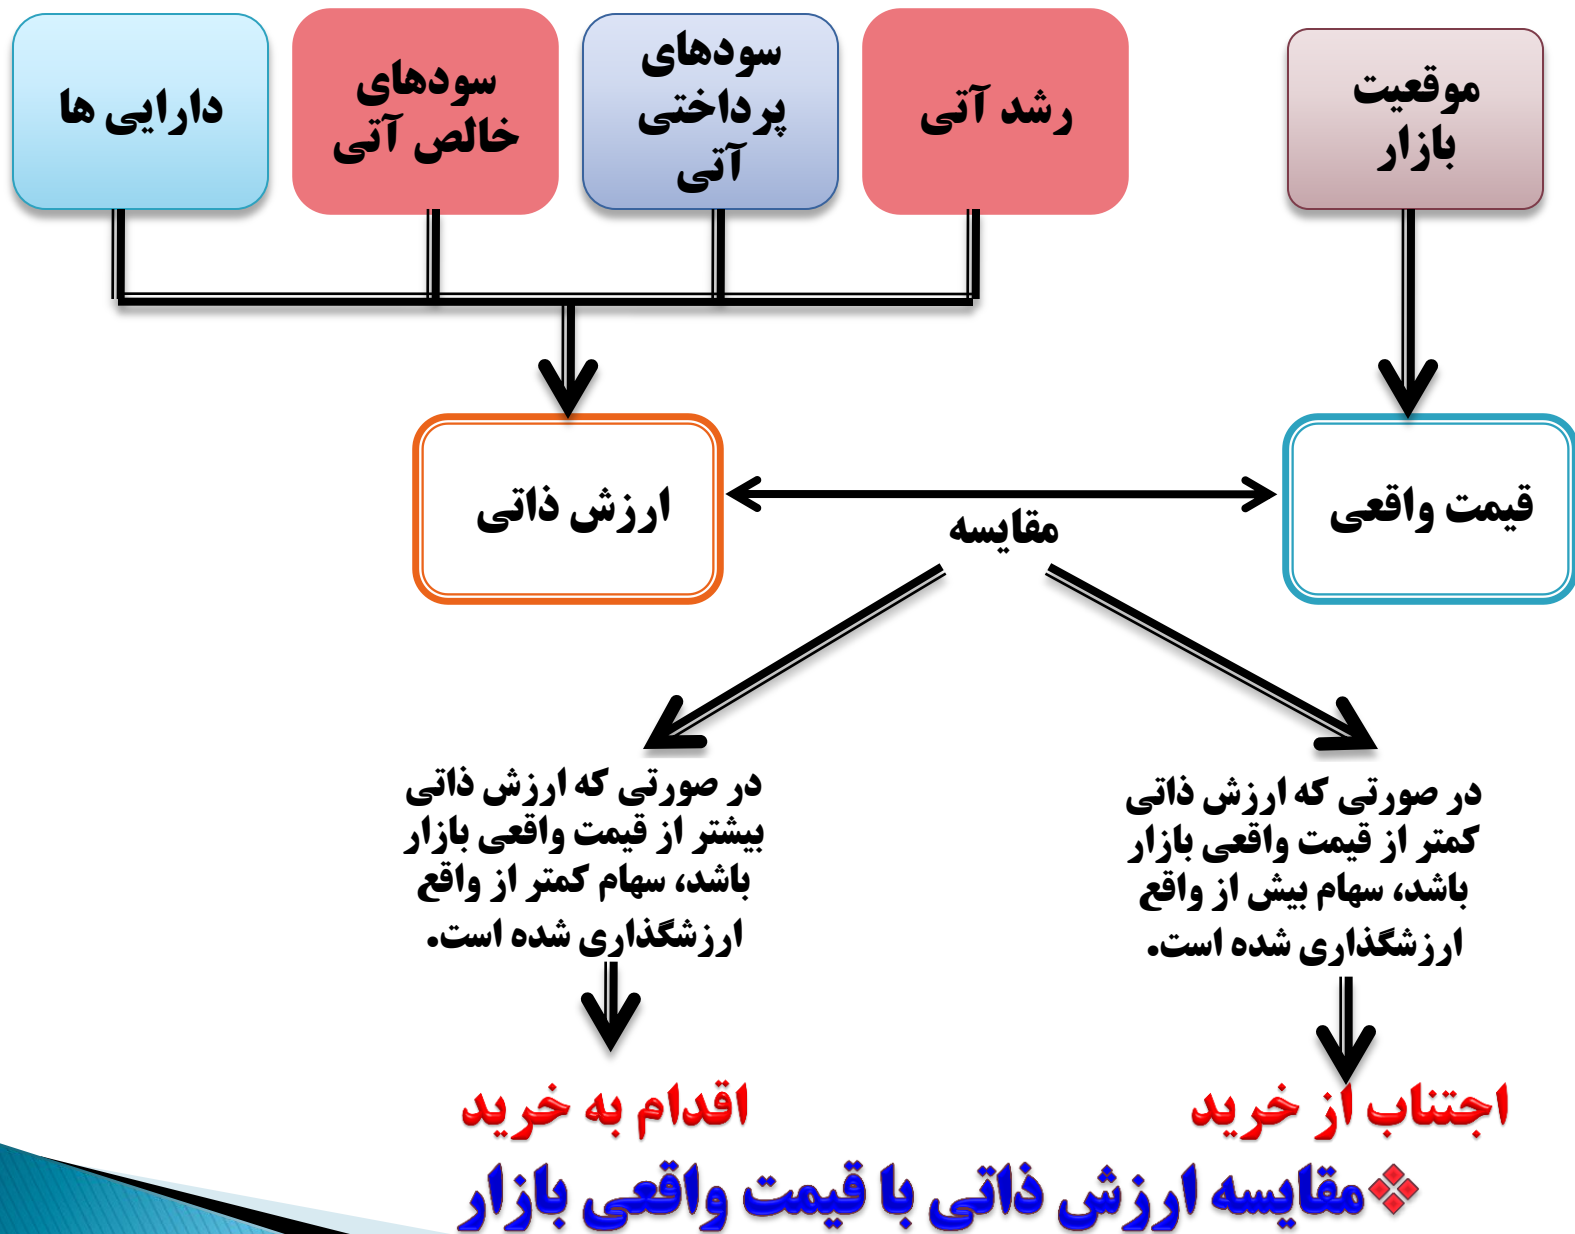 موقعیت
بازار
رشد آتی
سودهای
پرداختی
آتی
سودهای
خالص آتی
دارایی ها
قیمت واقعی
مقایسه
ارزش ذاتی
در صورتی که ارزش ذاتی
کمتر از قیمت واقعی بازار
باشد، سهام بیش از واقع
ارزشگذاری شده است.
در صورتی که ارزش ذاتی
بیشتر از قیمت واقعی بازار
باشد، سهام کمتر از واقع
ارزشگذاری شده است.
اجتناب از خرید
اقدام به خرید
❖مقایسه ارزش ذاتی با قیمت واقعی بازار